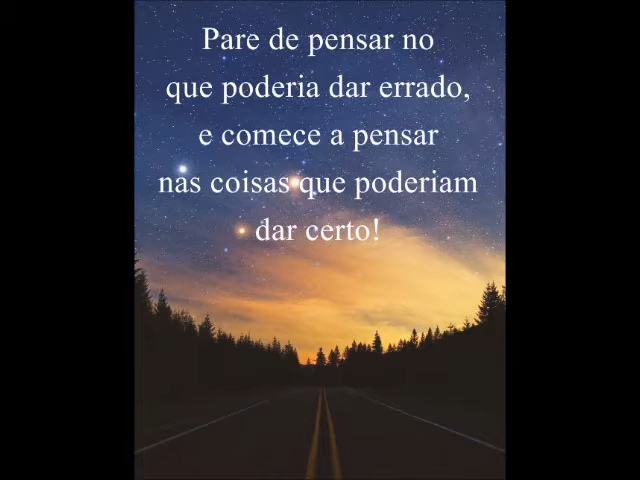 Pare de pensar no
que poderia dar errado,
e comece a pensar
nas coisas que poderiam
dar certo!